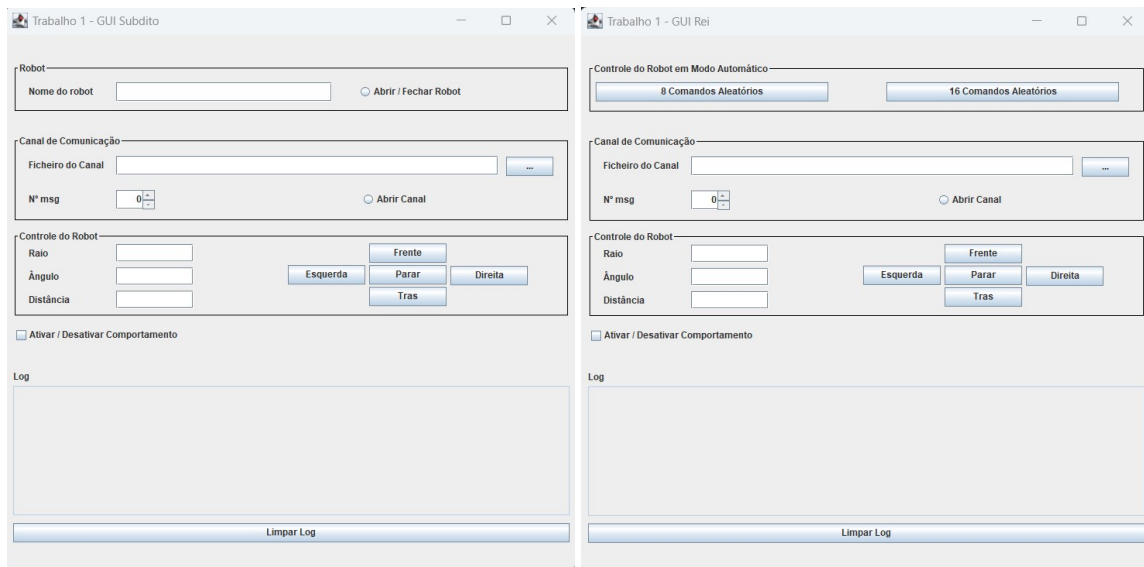 Trabalho 1 - GUI Subdito
Robot
Nome do robot
Abrir / Fechar Robot
Canal de Comunicação
Ficheiro do Canal
...
Nº msg
0
Abrir Canal
Controle do Robot
Raio
Frente
Ângulo
Esquerda
Parar
Direita
Distância
Tras
Ativar / Desativar Comportamento
Log
Limpar Log
Trabalho 1 - GUI Rei
Controle do Robot em Modo Automático
8 Comandos Aleatórios
16 Comandos Aleatórios
Canal de Comunicação
Ficheiro do Canal
...
Nº msg
0
Abrir Canal
Controle do Robot
Raio
Frente
Ângulo
Esquerda
Parar
Direita
Distância
Tras
Ativar / Desativar Comportamento
Log
Limpar Log